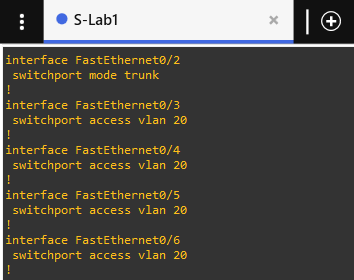 S-Lab1
interface FastEthernet0/2
 switchport mode trunk
!
interface FastEthernet0/3
 switchport access vlan 20
!
interface FastEthernet0/4
 switchport access vlan 20
!
interface FastEthernet0/5
 switchport access vlan 20
!
interface FastEthernet0/6
 switchport access vlan 20
!